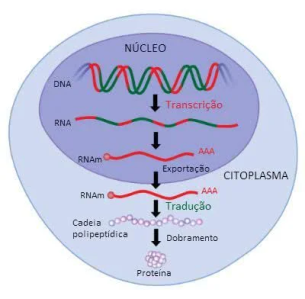 NÚCLEO
DNA
Transcrição
RNA
RNAm
AAA
Exportação
CITOPLASMA
RNAm
AAA
Tradução
Cadeia
polipeptídica
Dobramento
Proteína